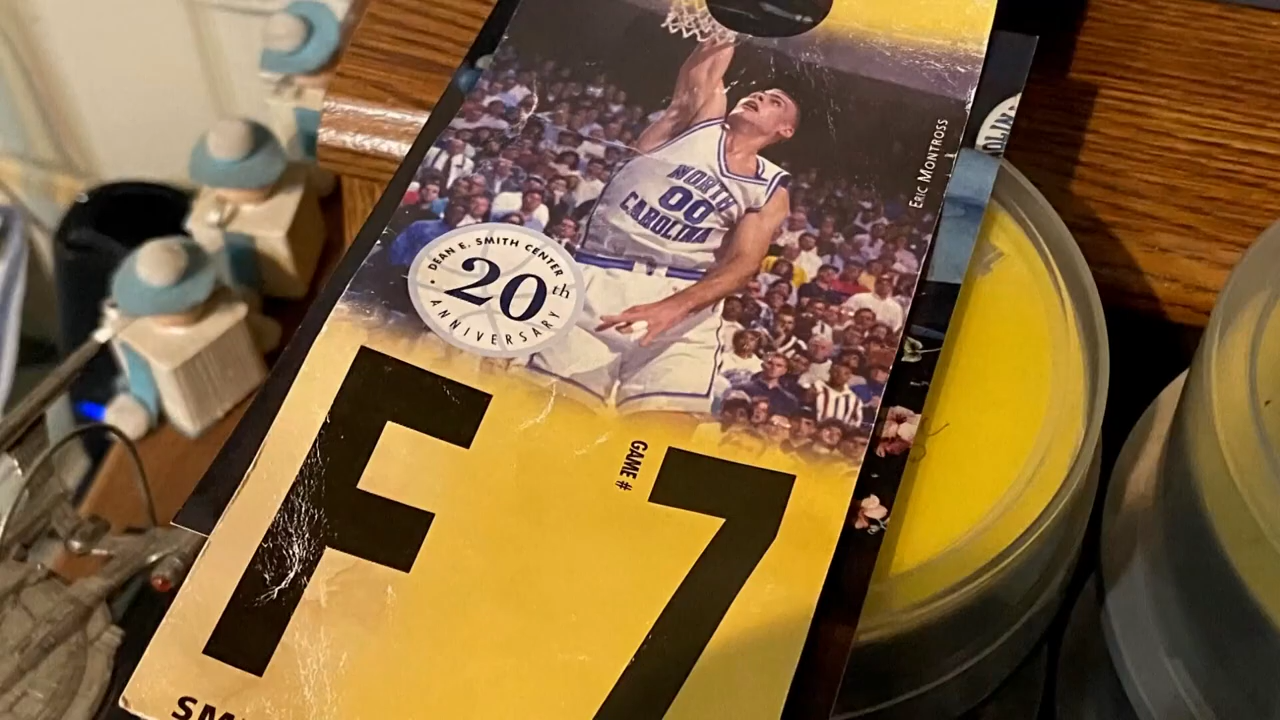 ERIC MONTROSS
NORTH
00
CAROLINA
DEAN E. SMITH CENTER
20th
ANNIVERSARY
F
GAME #
7